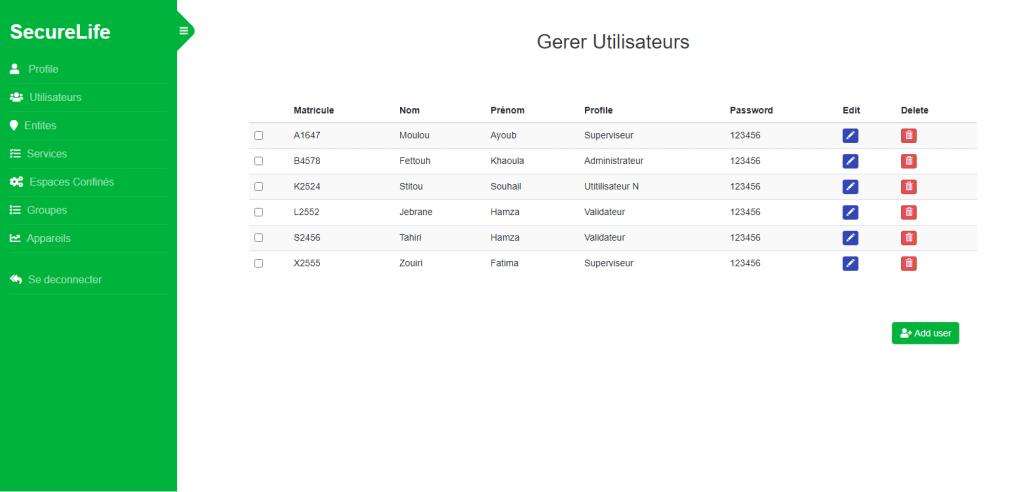 SecureLife
Profile
Utilisateurs
Entites
Services
Espaces Confinés
Groupes
Appareils
Se deconnecter
Gerer Utilisateurs
Matricule Nom Prénom Profile Password Edit Delete
A1647 Moulou Ayoub Superviseur 123456
B4578 Fettouh Khaoula Administrateur 123456
K2524 Stitou Souhail Utitilisateur N 123456
L2552 Jebrane Hamza Validateur 123456
S2456 Tahiri Hamza Validateur 123456
X2555 Zouiri Fatima Superviseur 123456
Add user